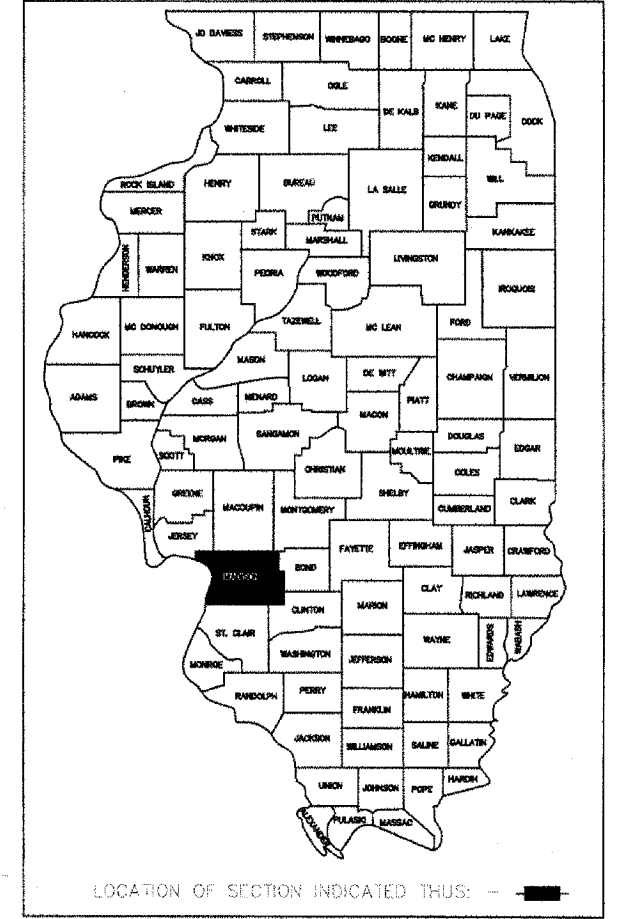 JO DAVIESS STEPHENSON WINNEBAGO BOONE MC HENRY LAKE
CARROLL OGLE DE KALB KANE DU PAGE COOK
WHITESIDE LEE
KENDALL WILL
ROCK ISLAND HENRY BUREAU LA SALLE GRUNDY
MERCER PUTNAM
STARK MARSHALL KANKAKEE
HENDERSON WARREN KNOX PEORIA WOODFORD LIVINGSTON IROQUOIS
TAZEWELL FORD
HANCOCK MC DONOUGH FULTON MC LEAN
MASON
SCHUYLER LOGAN DE WITT CHAMPAIGN VERMILION
ADAMS BROWN CASS MENARD PIATT
MACON
MORGAN SANGAMON DOUGLAS EDGAR
PIKE SCOTT CHRISTIAN MOULTRIE
COLES
GREENE MACOUPIN MONTGOMERY SHELBY CLARK
CALHOUN CUMBERLAND
JERSEY FAYETTE EFFINGHAM JASPER CRAWFORD
MADISON BOND
CLAY RICHLAND LAWRENCE
CLINTON MARION
ST. CLAIR WAYNE EDWARDS WABASH
WASHINGTON JEFFERSON
MONROE
RANDOLPH PERRY HAMILTON WHITE
FRANKLIN
JACKSON WILLIAMSON SALINE GALLATIN
UNION JOHNSON POPE HARDIN
ALEXANDER PULASKI MASSAC
LOCATION OF SECTION INDICATED THUS: -